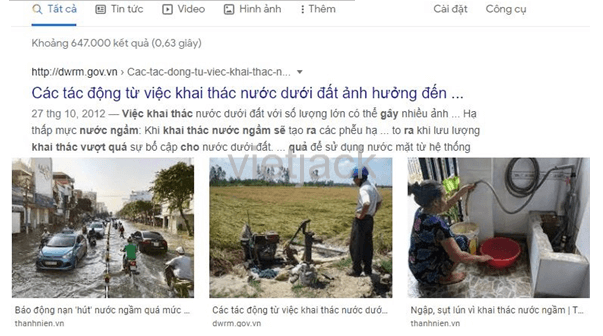 Tất cả Tin tức Video Hình ảnh Thêm Cài đặt Công cụ
Khoảng 647.000 kết quả (0,63 giây)
http://dwrm.gov.vn › Cac-tac-dong-tu-viec-khai-thac-n...
Các tác động từ việc khai thác nước dưới đất ảnh hưởng đến ...
27 thg 10, 2012 — Việc khai thác nước dưới đất với số lượng lớn có thể gây nhiều ảnh ... Hạ
thấp mực nước ngầm: Khi khai thác nước ngầm sẽ tạo ra các phễu hạ ... to ra khi lưu lượng
khai thác vượt quá sự bổ cập cho nước dưới đất. ... quả để sử dụng nước mặt từ hệ thống
vietjack
Báo động nạn 'hút' nước ngầm quá mức ... Các tác động từ việc khai thác nước dướ... Ngập, sụt lún vì khai thác nước ngầm | T...
thanhnien.vn dwrm.gov.vn thanhnien.vn